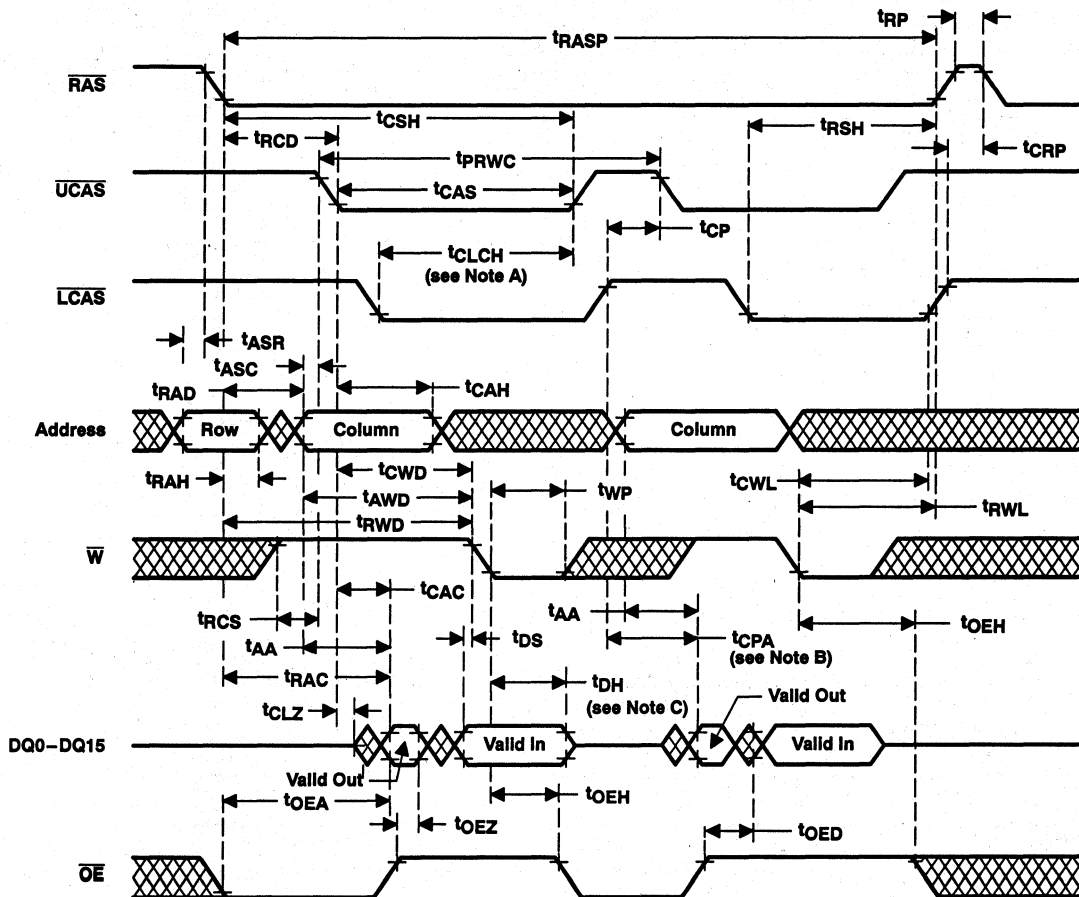 tRP
tRASP
RAS
tCSH
tRSH
tRCD
tCRP
tPRWC
UCAS
tCAS
tCP
tCLCH
(see Note A)
LCAS
tASR
tASC
tRAD
tCAH
Address
Row
Column
Column
tCWD
tRAH
tWP
tCWL
tAWD
tRWL
tRWD
W
tCAC
tRCS
tAA
tDS
tOEH
tAA
tCPA
(see Note B)
tRAC
tDH
(see Note C)
Valid Out
tCLZ
DQ0–DQ15
Valid In
Valid In
Valid Out
tOEA
tOEH
tOEZ
tOED
OE